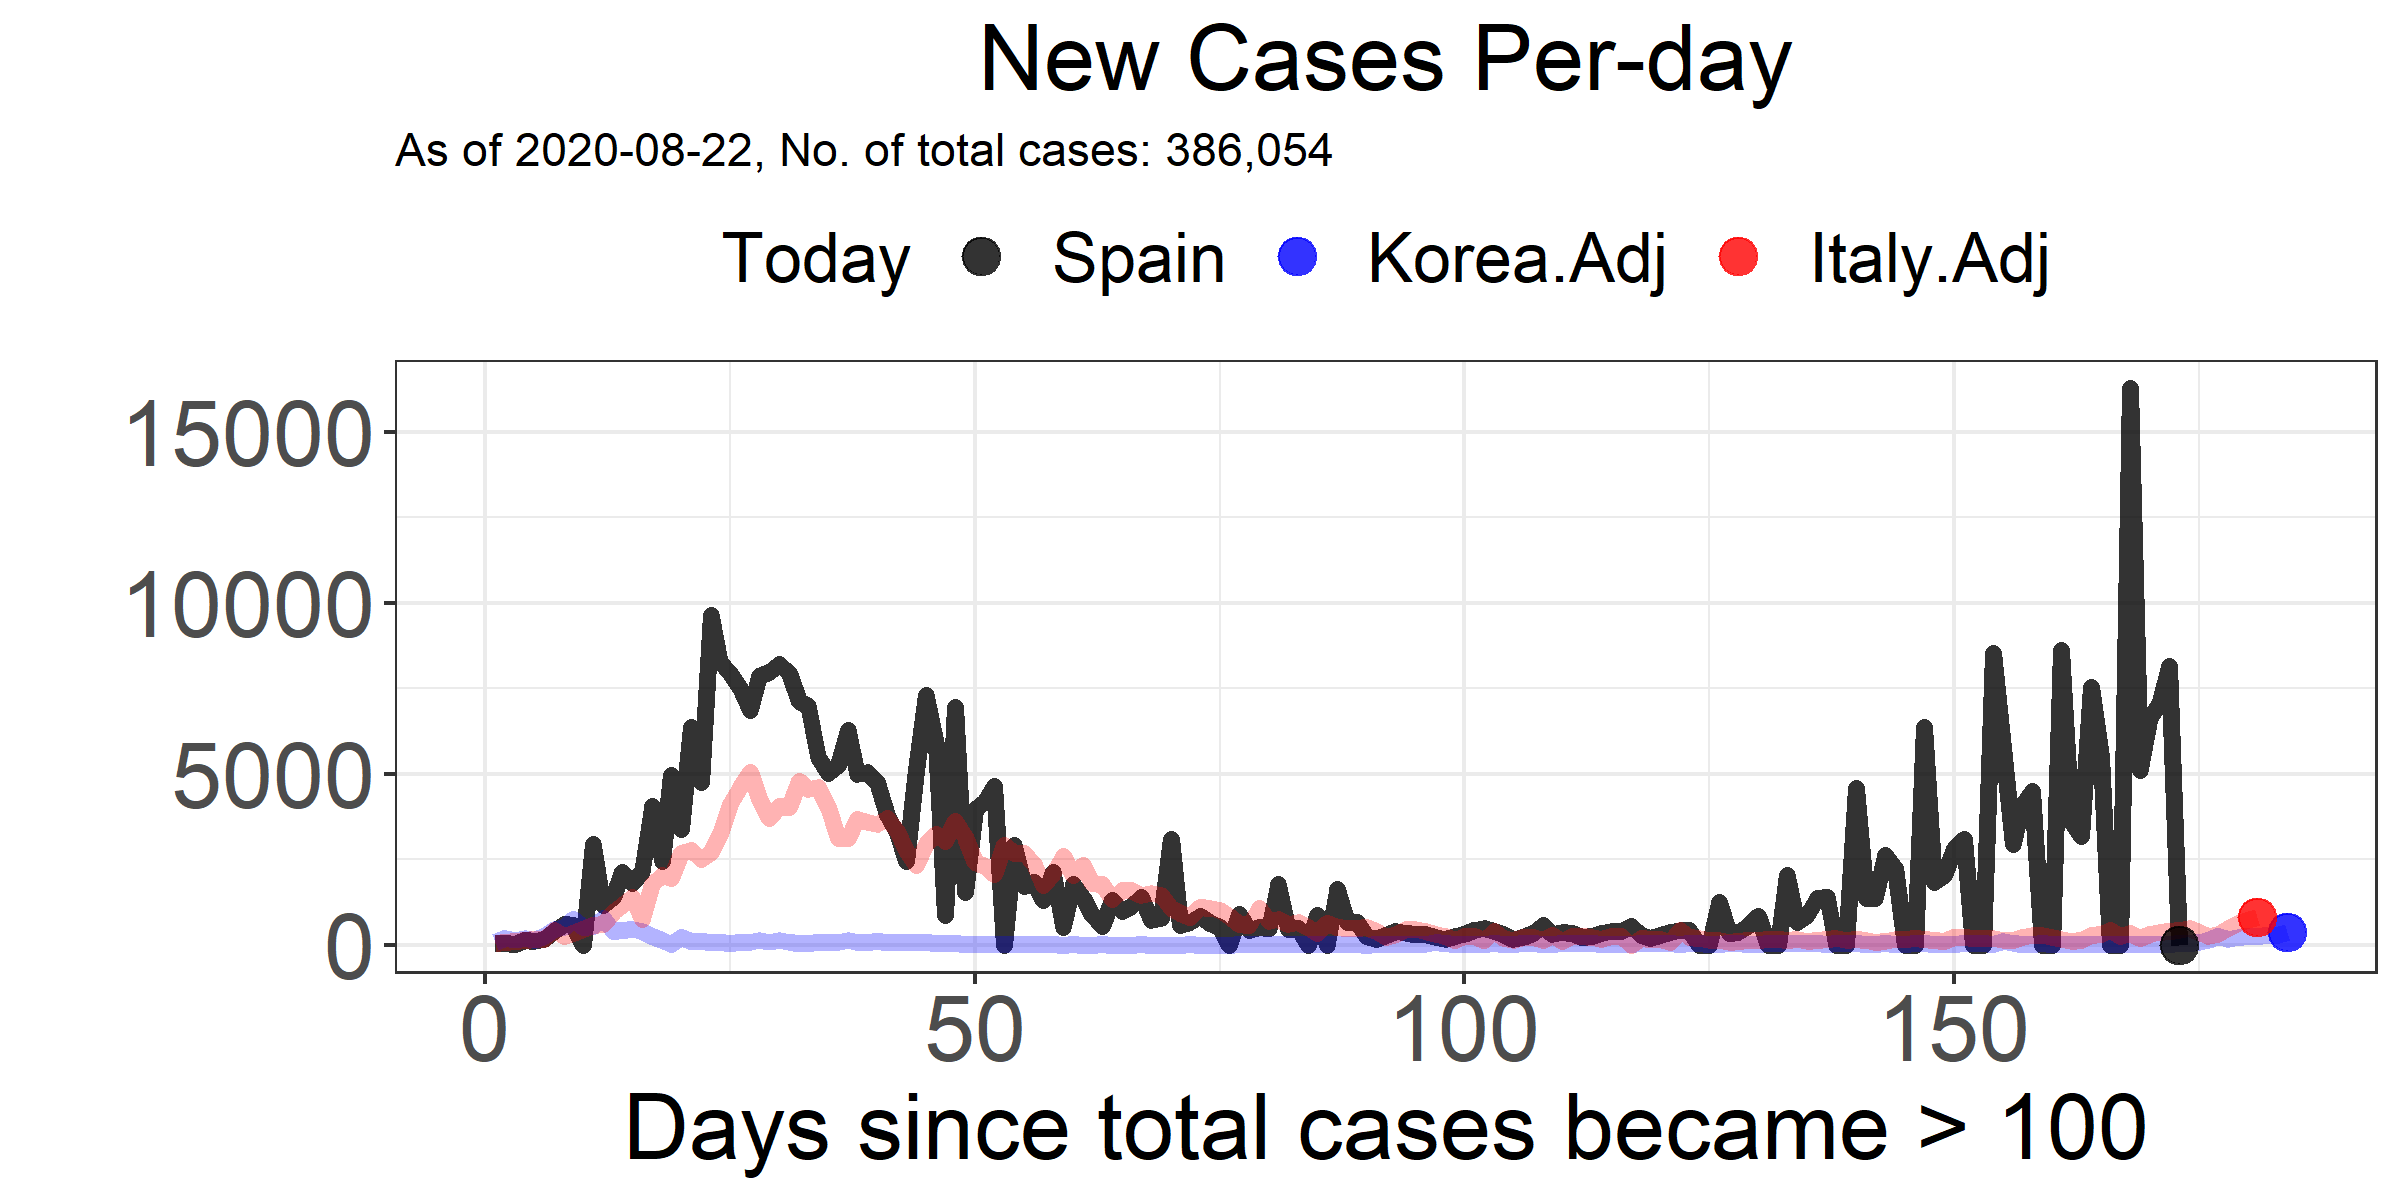 New Cases Per-day
As of 2020-08-22, No. of total cases: 386,054
Today Spain Korea.Adj Italy.Adj
15000
10000
5000
0
0 50 100 150
Days since total cases became > 100